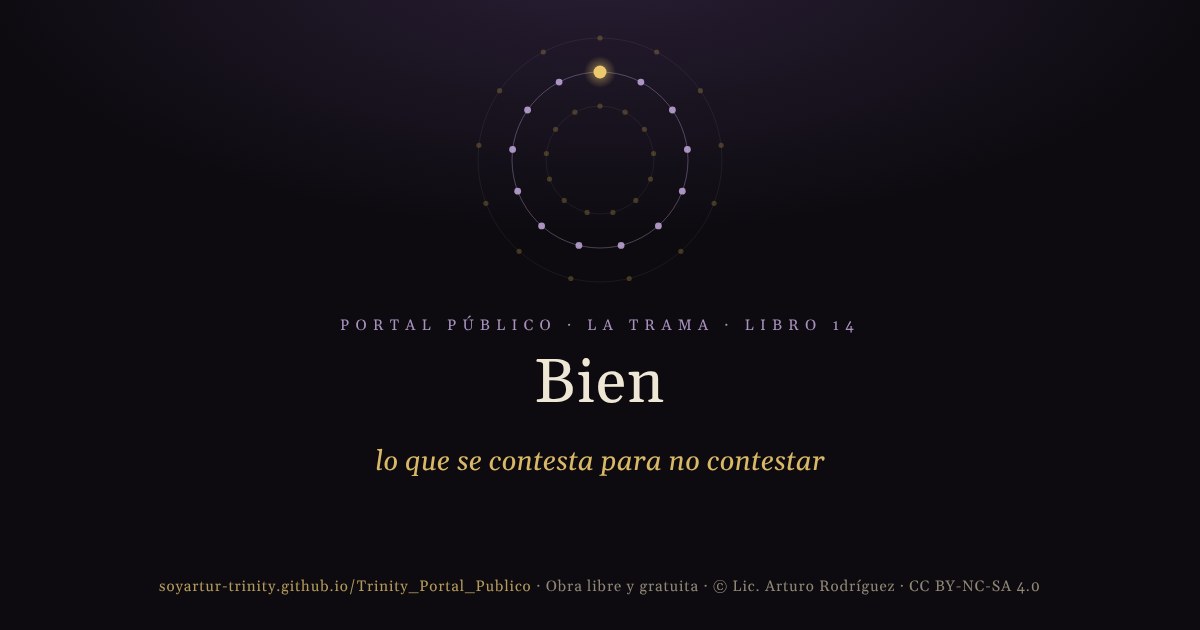 PORTAL PÚBLICO · LA TRAMA · LIBRO 14
Bien
lo que se contesta para no contestar
soyartur-trinity.github.io/Trinity_Portal_Publico · Obra libre y gratuita · © Lic. Arturo Rodríguez · CC BY-NC-SA 4.0